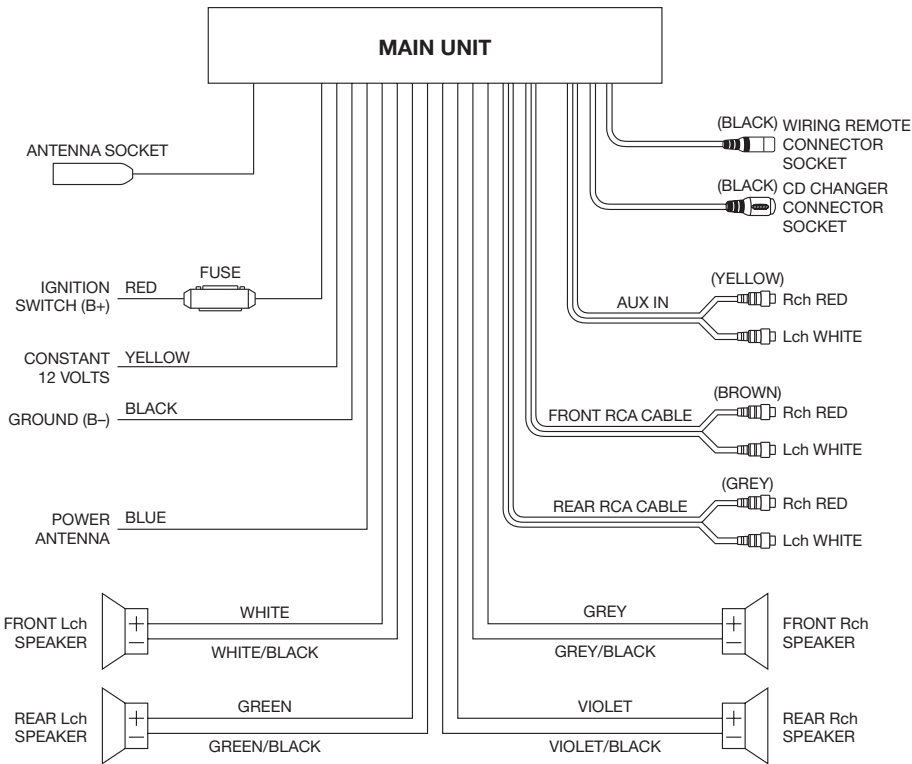 MAIN UNIT
ANTENNA SOCKET
IGNITION
SWITCH (B+)
RED
FUSE
CONSTANT
12 VOLTS
YELLOW
GROUND (B–)
BLACK
POWER
ANTENNA
BLUE
FRONT Lch
SPEAKER
+
–
WHITE
WHITE/BLACK
REAR Lch
SPEAKER
+
–
GREEN
GREEN/BLACK
(BLACK) WIRING REMOTE
CONNECTOR
SOCKET
(BLACK) CD CHANGER
CONNECTOR
SOCKET
AUX IN
(YELLOW)
Rch RED
Lch WHITE
FRONT RCA CABLE
(BROWN)
Rch RED
Lch WHITE
REAR RCA CABLE
(GREY)
Rch RED
Lch WHITE
GREY
GREY/BLACK
+
–
FRONT Rch
SPEAKER
VIOLET
VIOLET/BLACK
+
–
REAR Rch
SPEAKER